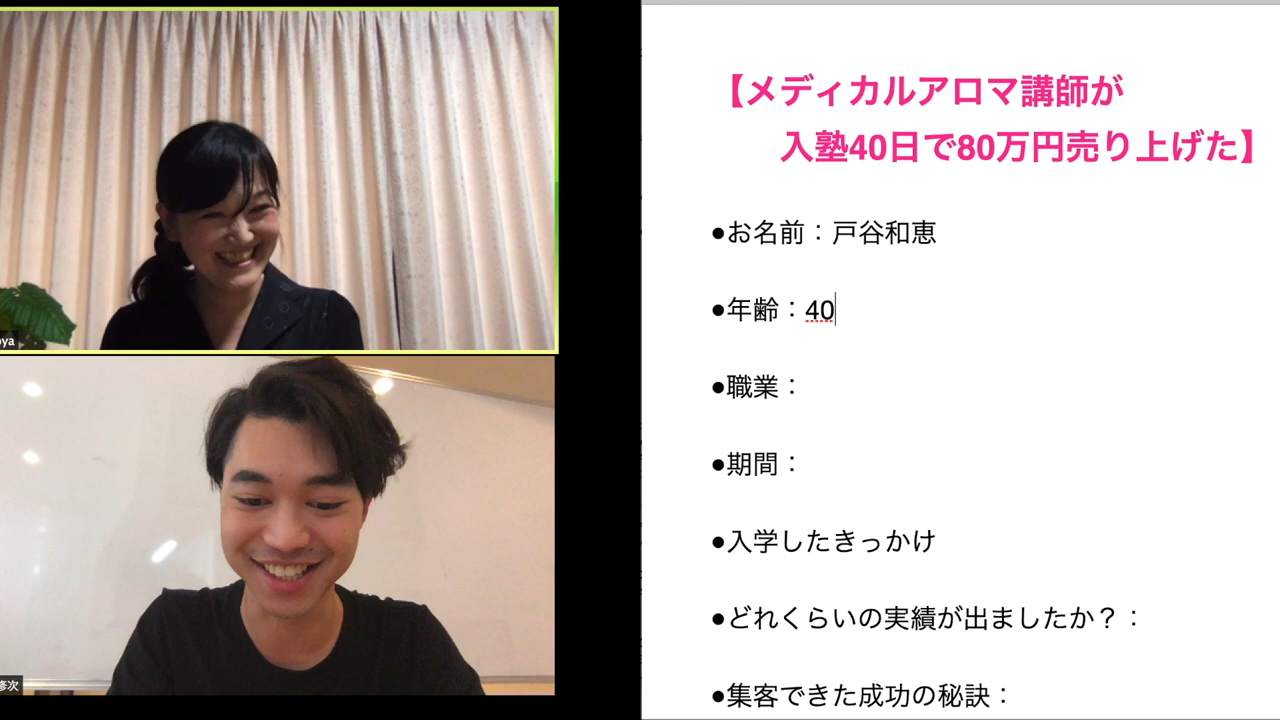 oya
修次
【メディカルアロマ講師が
入塾40日で80万円売り上げた】
●お名前：戸谷和恵
●年齢：40
●職業：
●期間：
●入学したきっかけ
●どれくらいの実績が出ましたか？：
●集客できた成功の秘訣：